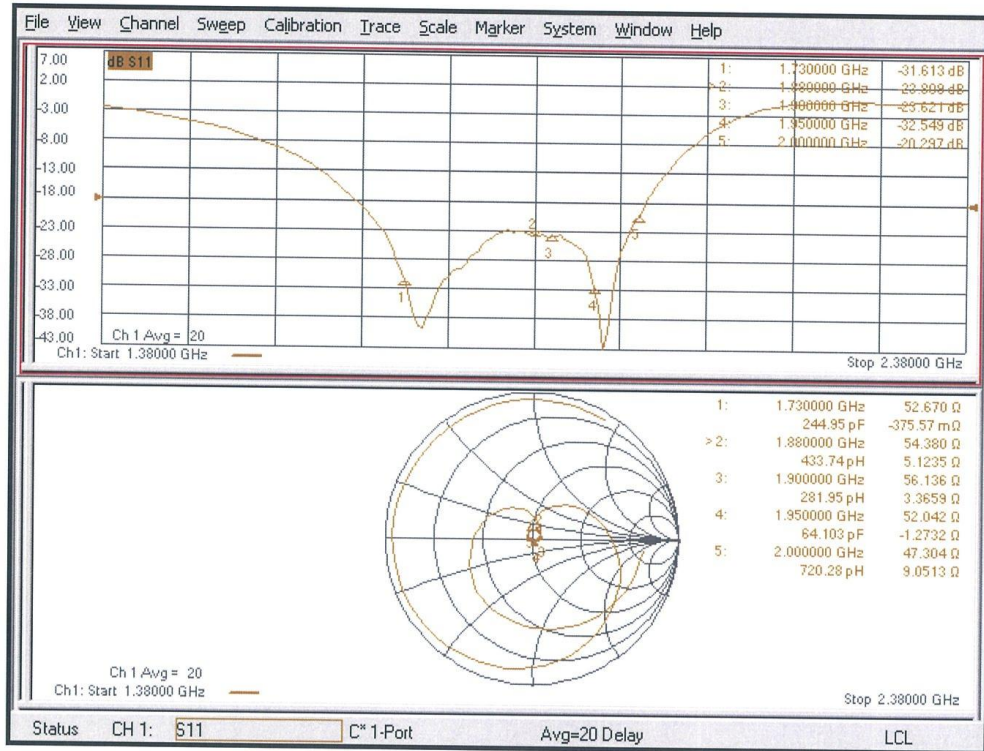 File View Channel Sweep Calibration Trace Scale Marker System Window Help
7.00
2.00
-3.00
-8.00
-13.00
-18.00
-23.00
-28.00
-33.00
-38.00
-43.00
dB S11
1: 1.730000 GHz -31.613 dB
>2: 1.880000 GHz -23.809 dB
3: 1.900000 GHz -23.621 dB
4: 1.950000 GHz -32.549 dB
5: 2.000000 GHz -20.297 dB
1
2
3
4
5
Ch 1 Avg = 20
Ch1: Start 1.38000 GHz
Stop 2.38000 GHz
1: 1.730000 GHz 52.670 Ω
244.95 pF -375.57 mΩ
>2: 1.880000 GHz 54.380 Ω
433.74 pH 5.1235 Ω
3: 1.900000 GHz 56.136 Ω
281.95 pH 3.3659 Ω
4: 1.950000 GHz 52.042 Ω
64.103 pF -1.2732 Ω
5: 2.000000 GHz 47.304 Ω
720.28 pH 9.0513 Ω
Ch 1 Avg = 20
Ch1: Start 1.38000 GHz
Stop 2.38000 GHz
Status CH 1: S11 C* 1-Port Avg=20 Delay LCL